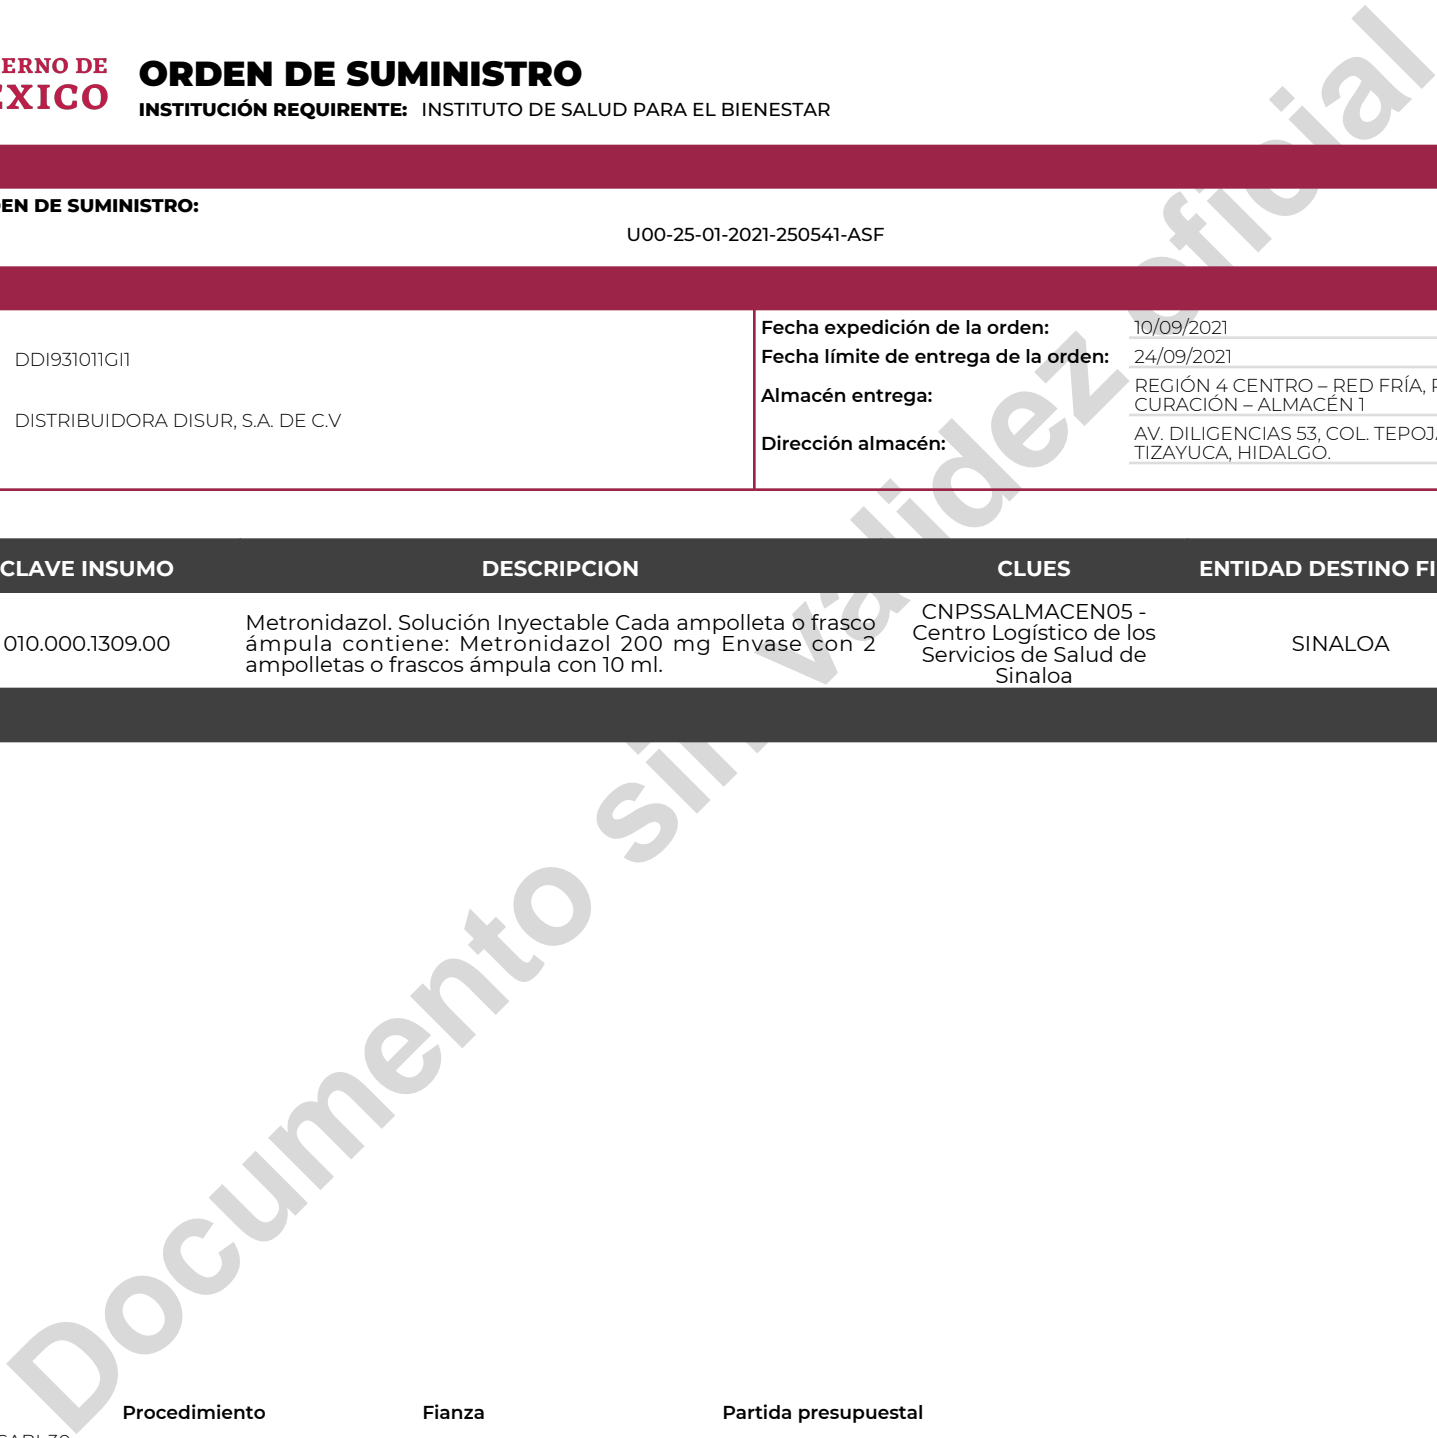 ERNO DE
EXICO
ORDEN DE SUMINISTRO
INSTITUCIÓN REQUIRENTE: INSTITUTO DE SALUD PARA EL BIENESTAR
EN DE SUMINISTRO:
U00-25-01-2021-250541-ASF
DDI931011GI1
DISTRIBUIDORA DISUR, S.A. DE C.V
Fecha expedición de la orden: 10/09/2021
Fecha límite de entrega de la orden: 24/09/2021
Almacén entrega: REGIÓN 4 CENTRO – RED FRÍA,
CURACIÓN – ALMACÉN 1
Dirección almacén: AV. DILIGENCIAS 53, COL. TEPOJ
TIZAYUCA, HIDALGO.
CLAVE INSUMO DESCRIPCION CLUES ENTIDAD DESTINO FI
010.000.1309.00
Metronidazol. Solución Inyectable Cada ampolleta o frasco
ámpula contiene: Metronidazol 200 mg Envase con 2
ampolletas o frascos ámpula con 10 ml.
CNPSSALMACEN05 -
Centro Logístico de los
Servicios de Salud de
Sinaloa
SINALOA
Documento sin validez oficial
Procedimiento Fianza Partida presupuestal